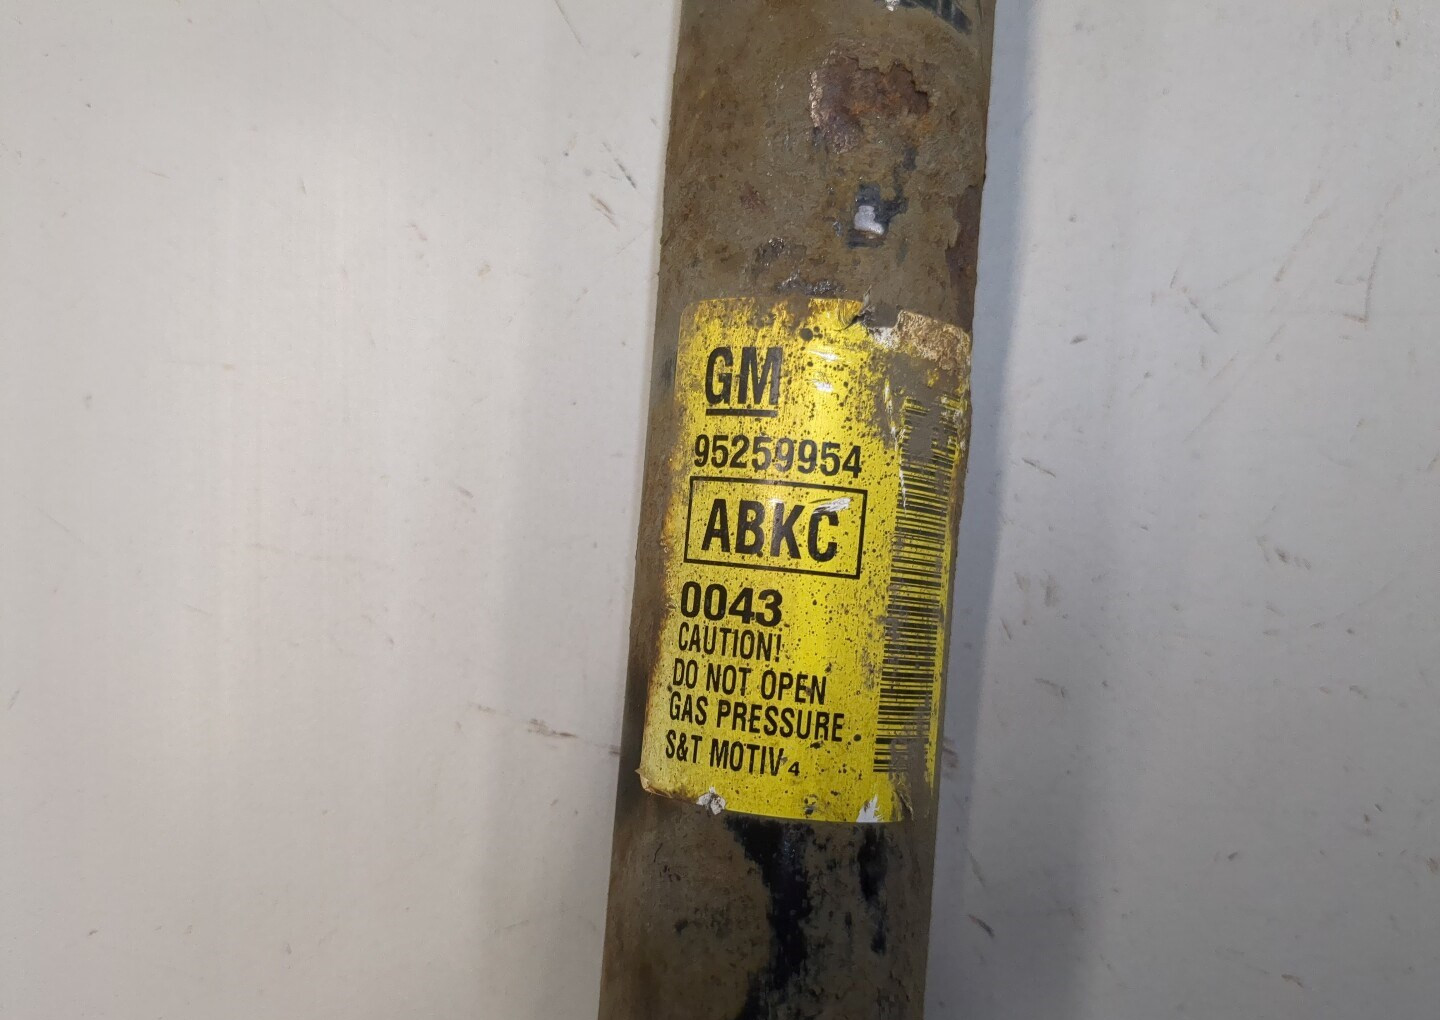 GM
95259954
ABKC
0043
CAUTION!
DO NOT OPEN
GAS PRESSURE
S&T MOTIV 4